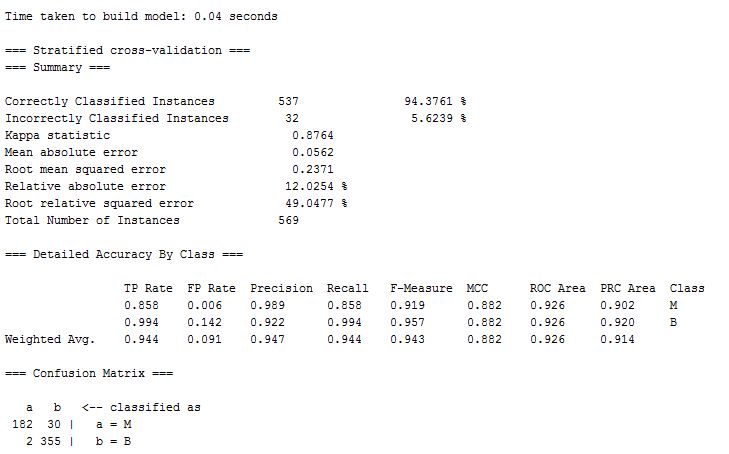 Time taken to build model: 0.04 seconds
=== Stratified cross-validation ===
=== Summary ===
Correctly Classified Instances 537 94.3761 %
Incorrectly Classified Instances 32 5.6239 %
Kappa statistic 0.8764
Mean absolute error 0.0562
Root mean squared error 0.2371
Relative absolute error 12.0254 %
Root relative squared error 49.0477 %
Total Number of Instances 569
=== Detailed Accuracy By Class ===
TP Rate FP Rate Precision Recall F-Measure MCC ROC Area PRC Area Class
0.858 0.006 0.989 0.858 0.919 0.882 0.926 0.902 M
0.994 0.142 0.922 0.994 0.957 0.882 0.926 0.920 B
Weighted Avg. 0.944 0.091 0.947 0.944 0.943 0.882 0.926 0.914
=== Confusion Matrix ===
a b <-- classified as
182 30 | a = M
2 355 | b = B